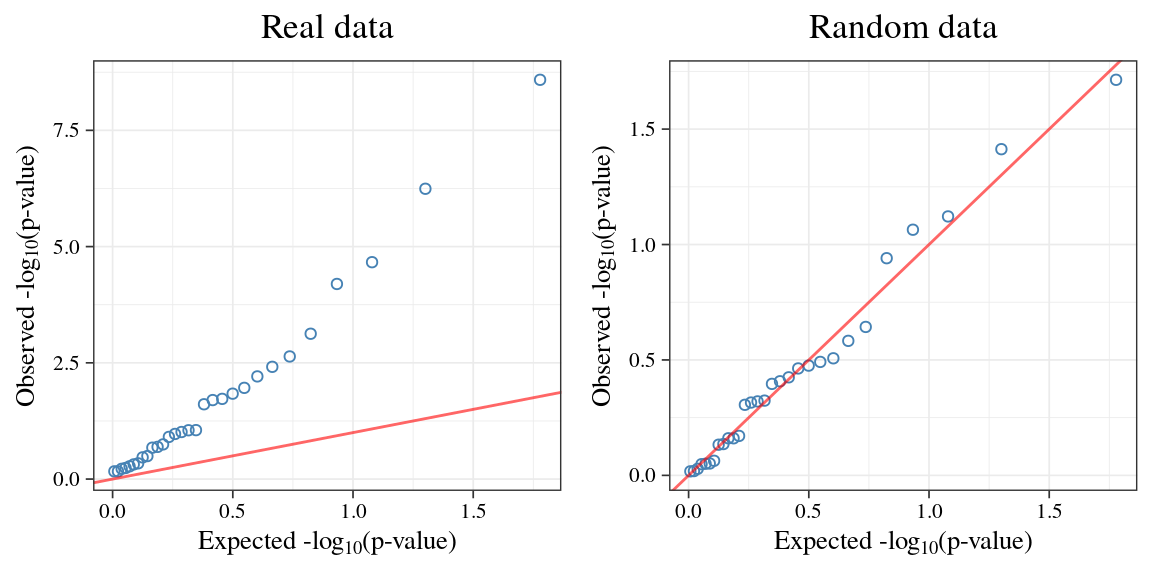 Real data
Observed -log10(p-value)
7.5
5.0
2.5
0.0
0.0 0.5 1.0 1.5
Expected -log10(p-value)
Random data
Observed -log10(p-value)
1.5
1.0
0.5
0.0
0.0 0.5 1.0 1.5
Expected -log10(p-value)